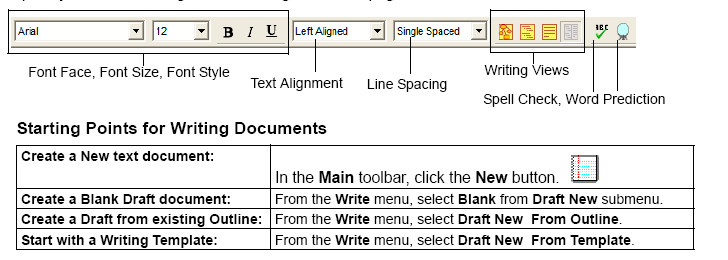 Arial 12 B I U Left Aligned Single Spaced ABC
Font Face, Font Size, Font Style
Text Alignment
Line Spacing
Writing Views
Spell Check, Word Prediction
Starting Points for Writing Documents
Create a New text document: In the Main toolbar, click the New button.
Create a Blank Draft document: From the Write menu, select Blank from Draft New submenu.
Create a Draft from existing Outline: From the Write menu, select Draft New From Outline.
Start with a Writing Template: From the Write menu, select Draft New From Template.